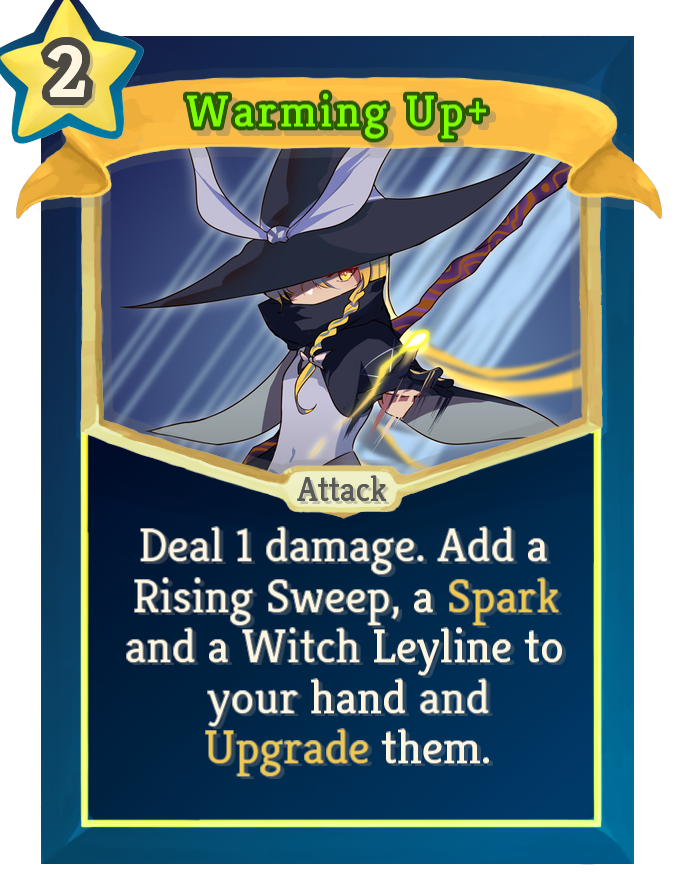 2
Warming Up+
Attack
Deal 1 damage. Add a
Rising Sweep, a Spark
and a Witch Leyline to
your hand and
Upgrade them.